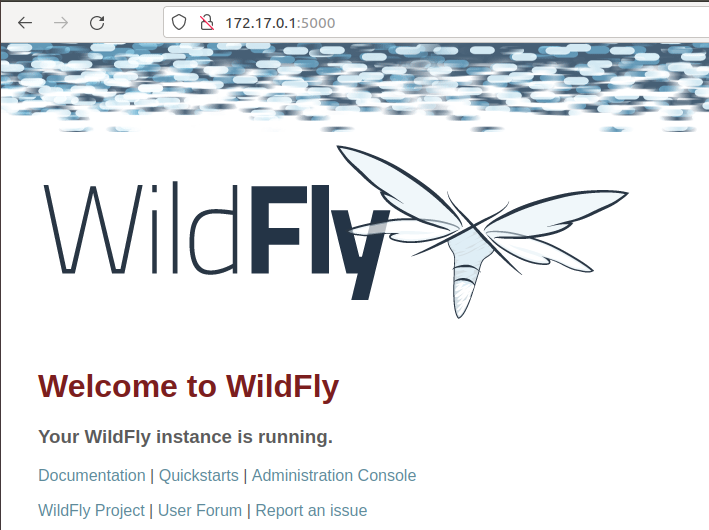 172.17.0.1:5000
WildFly
Welcome to WildFly
Your WildFly instance is running.
Documentation | Quickstarts | Administration Console
WildFly Project | User Forum | Report an issue